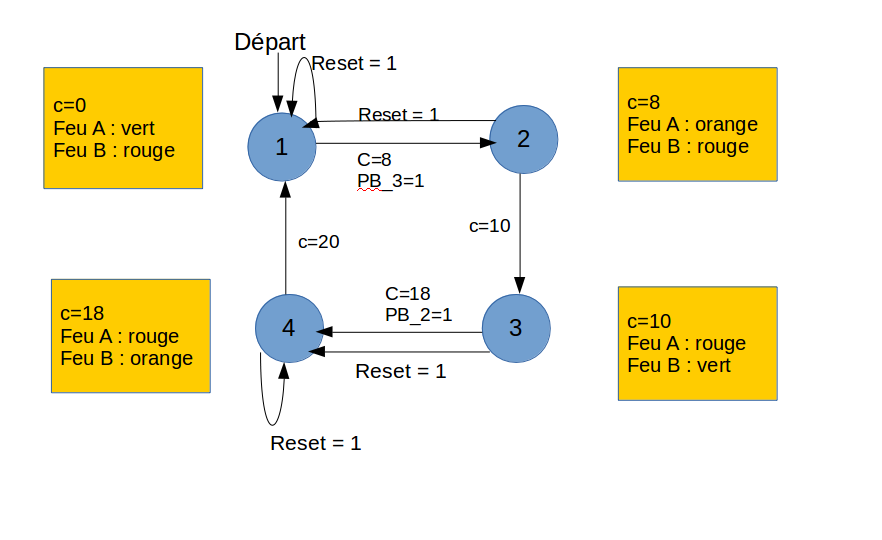 Départ
Reset = 1
c=0
Feu A : vert
Feu B : rouge
1
Reset = 1
C=8
PB_3=1
2
c=8
Feu A : orange
Feu B : rouge
c=20
c=10
c=18
Feu A : rouge
Feu B : orange
4
C=18
PB_2=1
Reset = 1
3
c=10
Feu A : rouge
Feu B : vert
Reset = 1